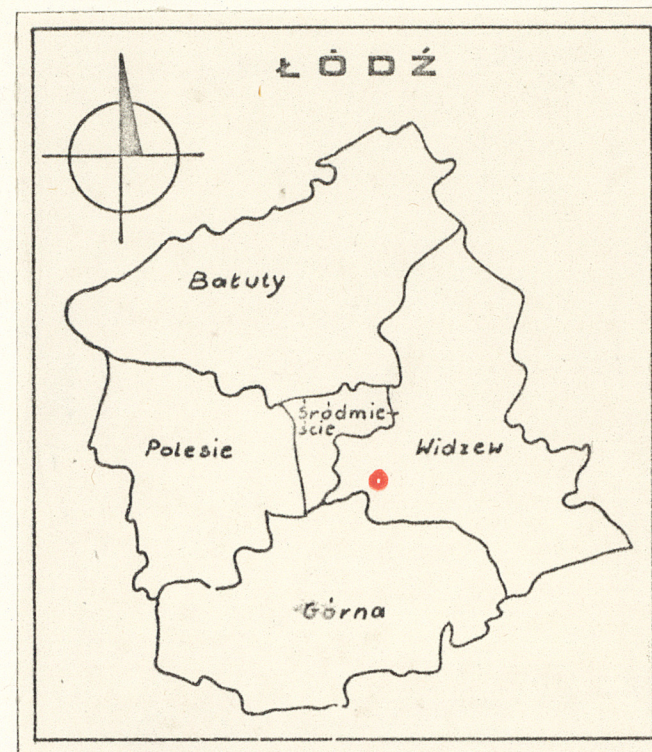 ŁÓDŹ
Bałuty
Śródmie-
ście
Polesie
Widzew
Górna